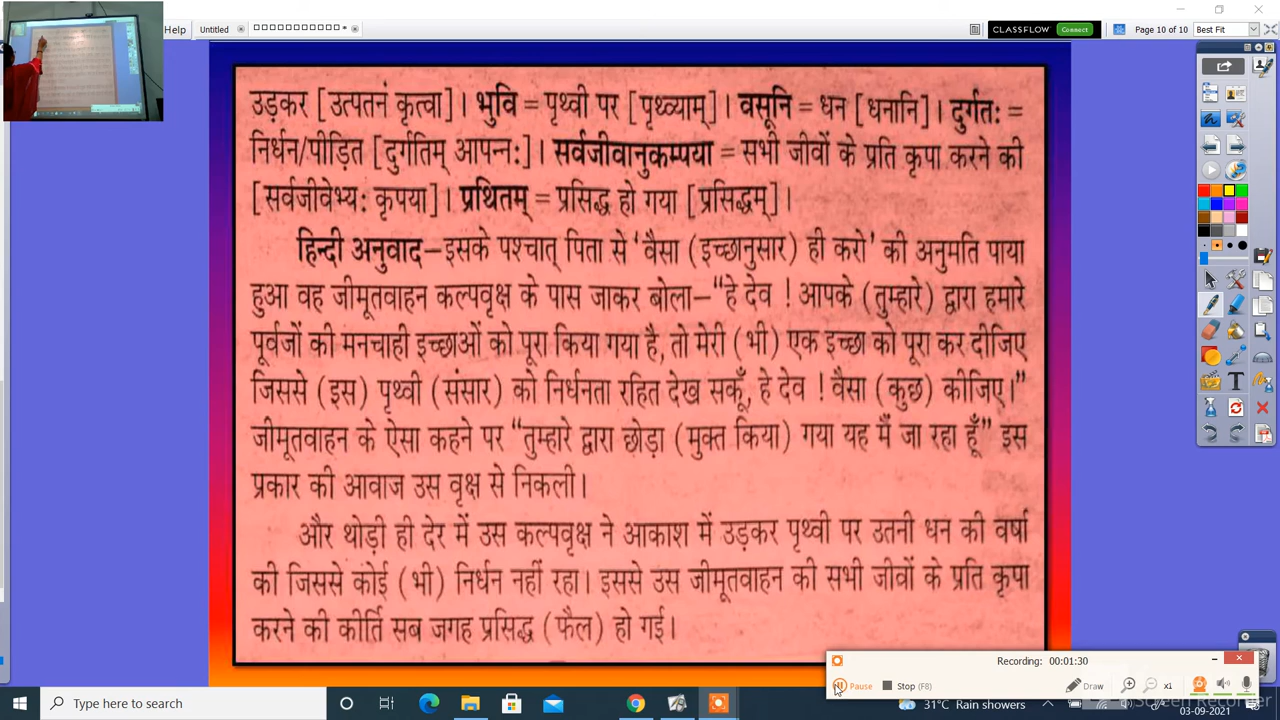 Help Untitled CLASSFLOW Connect Page 10 of 10 Best Fit
उड़कर [उत्पतनं कृत्वा]। भुवि = पृथ्वी पर [पृथ्व्याम्]। वसूनि = धन [धनानि]। दुर्गतः =
निर्धन/पीड़ित [दुर्गतिम् आपन्नः]। सर्वजीवानुकम्पया = सभी जीवों के प्रति कृपा करने की
[सर्वजीवेभ्यः कृपया]। प्रथितम् = प्रसिद्ध हो गया [प्रसिद्धम्]।
हिन्दी अनुवाद–इसके पश्चात् पिता से ‘वैसा (इच्छानुसार) ही करो’ की अनुमति पाया
हुआ वह जीमूतवाहन कल्पवृक्ष के पास जाकर बोला–“हे देव ! आपके (तुम्हारे) द्वारा हमारे
पूर्वजों की मनचाही इच्छाओं को पूरा किया गया है, तो मेरी (भी) एक इच्छा को पूरा कर दीजिए
जिससे (इस) पृथ्वी (संसार) को निर्धनता रहित देख सकूँ, हे देव ! वैसा (कुछ) कीजिए।”
जीमूतवाहन के ऐसा कहने पर “तुम्हारे द्वारा छोड़ा (मुक्त किया) गया यह मैं जा रहा हूँ” इस
प्रकार की आवाज उस वृक्ष से निकली।
और थोड़ी ही देर में उस कल्पवृक्ष ने आकाश में उड़कर पृथ्वी पर उतनी धन की वर्षा
की जिससे कोई (भी) निर्धन नहीं रहा। इससे उस जीमूतवाहन की सभी जीवों के प्रति कृपा
करने की कीर्ति सब जगह प्रसिद्ध (फैल) हो गई।
Recording: 00:01:30
Pause Stop (F8) Draw x1
Type here to search 31°C Rain showers
03-09-2021
Screen Recorder